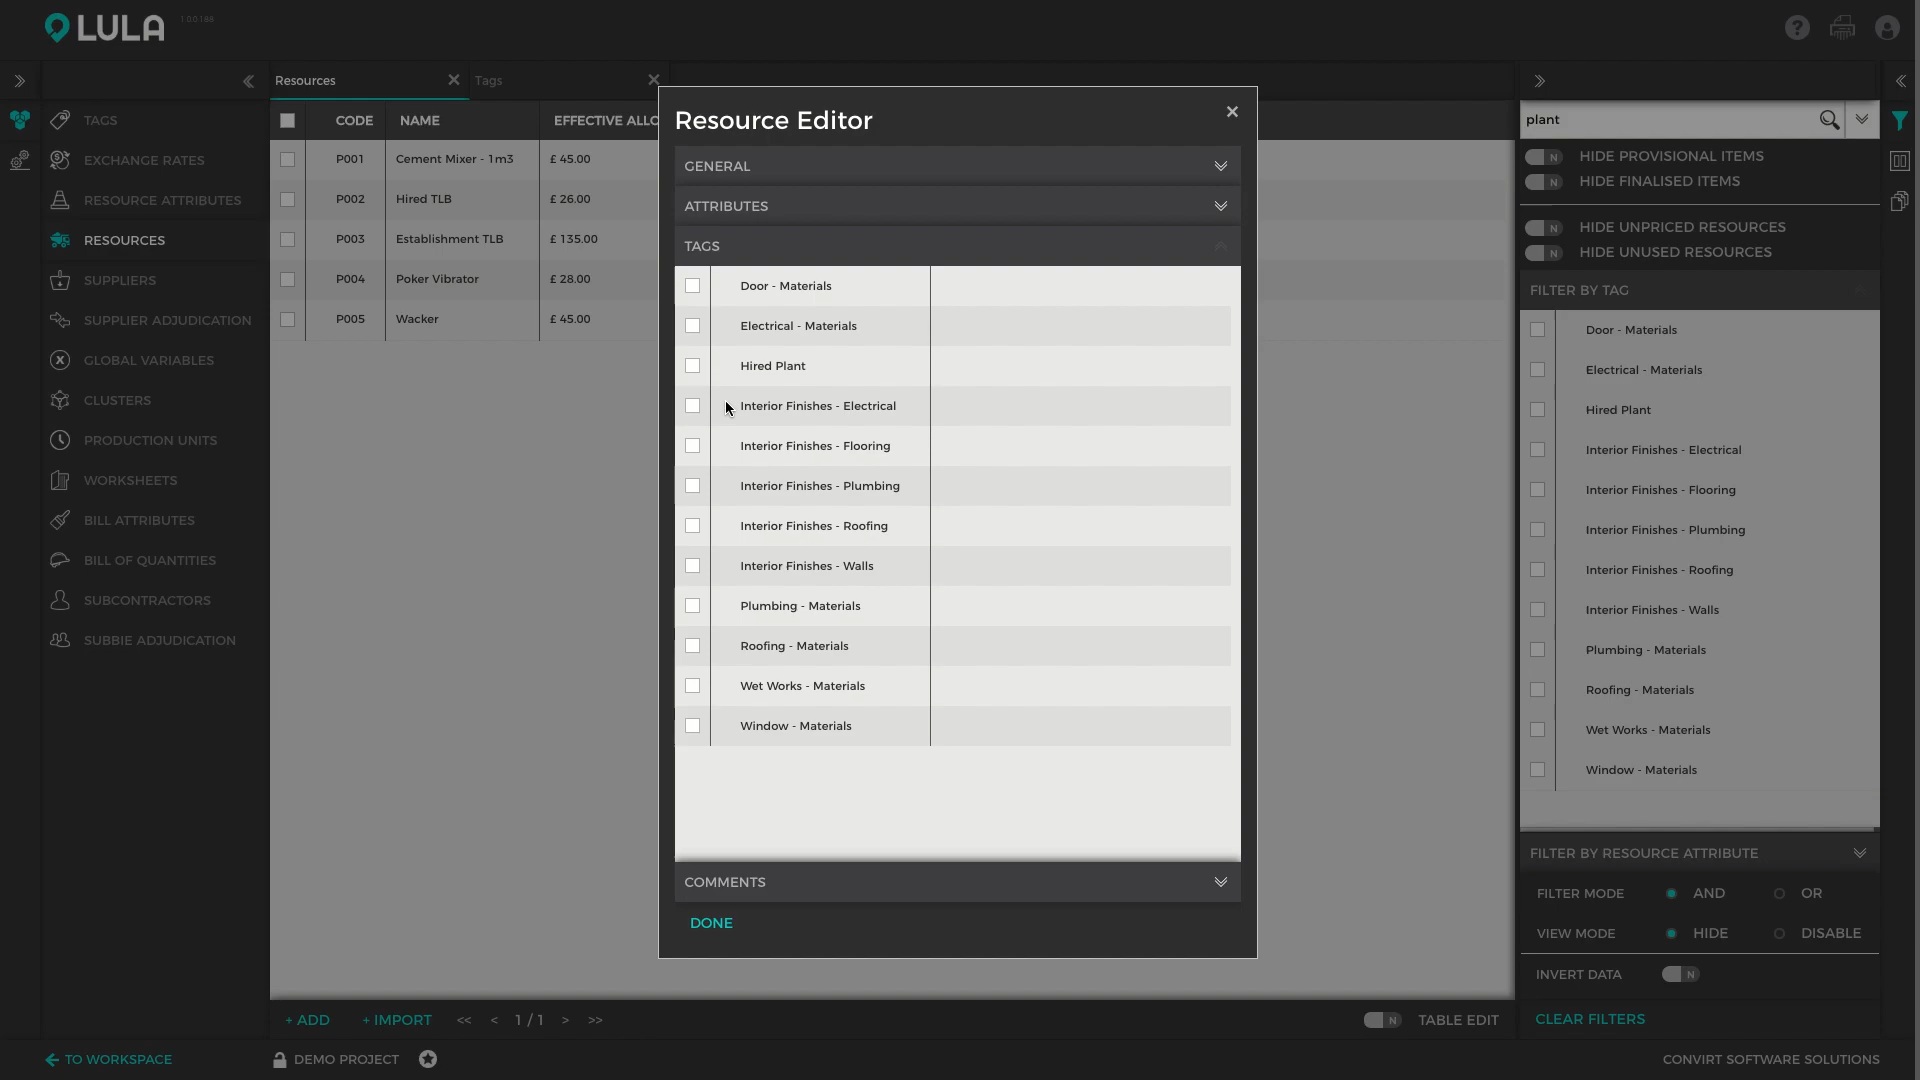 LULA
1.0.0.186
Resources
Tags
TAGS
EXCHANGE RATES
RESOURCE ATTRIBUTES
RESOURCES
SUPPLIERS
SUPPLIER ADJUDICATION
GLOBAL VARIABLES
CLUSTERS
PRODUCTION UNITS
WORKSHEETS
BILL ATTRIBUTES
BILL OF QUANTITIES
SUBCONTRACTORS
SUBBIE ADJUDICATION
CODE NAME EFFECTIVE ALLO
P001 Cement Mixer - 1m3 £ 45.00
P002 Hired TLB £ 26.00
P003 Establishment TLB £ 135.00
P004 Poker Vibrator £ 28.00
P005 Wacker £ 45.00
Resource Editor
GENERAL
ATTRIBUTES
TAGS
Door - Materials
Electrical - Materials
Hired Plant
Interior Finishes - Electrical
Interior Finishes - Flooring
Interior Finishes - Plumbing
Interior Finishes - Roofing
Interior Finishes - Walls
Plumbing - Materials
Roofing - Materials
Wet Works - Materials
Window - Materials
COMMENTS
DONE
plant
N HIDE PROVISIONAL ITEMS
N HIDE FINALISED ITEMS
N HIDE UNPRICED RESOURCES
N HIDE UNUSED RESOURCES
FILTER BY TAG
Door - Materials
Electrical - Materials
Hired Plant
Interior Finishes - Electrical
Interior Finishes - Flooring
Interior Finishes - Plumbing
Interior Finishes - Roofing
Interior Finishes - Walls
Plumbing - Materials
Roofing - Materials
Wet Works - Materials
Window - Materials
FILTER BY RESOURCE ATTRIBUTE
FILTER MODE AND OR
VIEW MODE HIDE DISABLE
INVERT DATA N
CLEAR FILTERS
+ ADD + IMPORT << < 1 / 1 > >> N TABLE EDIT
TO WORKSPACE DEMO PROJECT CONVIRT SOFTWARE SOLUTIONS